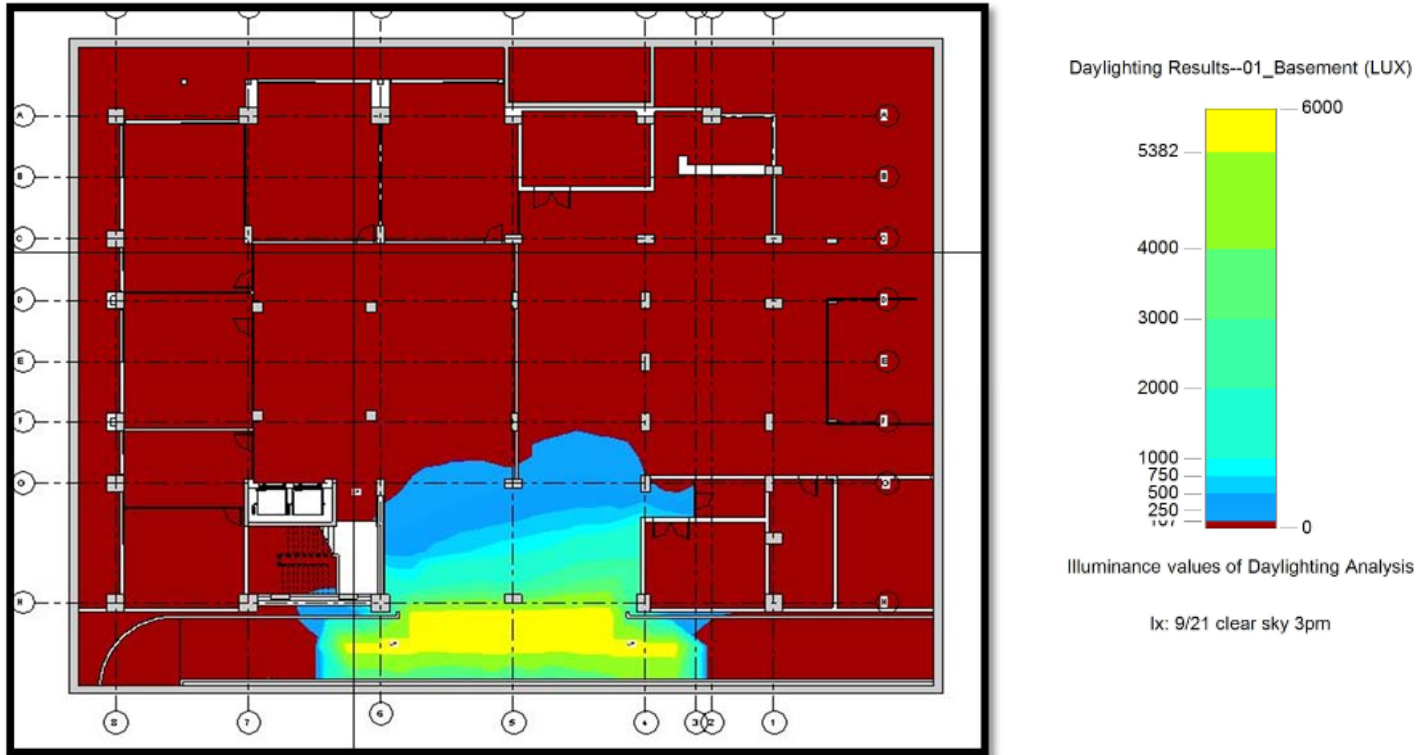 Daylighting Results--01_Basement (LUX)
6000
5382
4000
3000
2000
1000
750
500
250
0
Illuminance values of Daylighting Analysis
lx: 9/21 clear sky 3pm
A A
B B
C C
D D
E E
F F
G G
H H
8 7 6 5 4 3 2 1